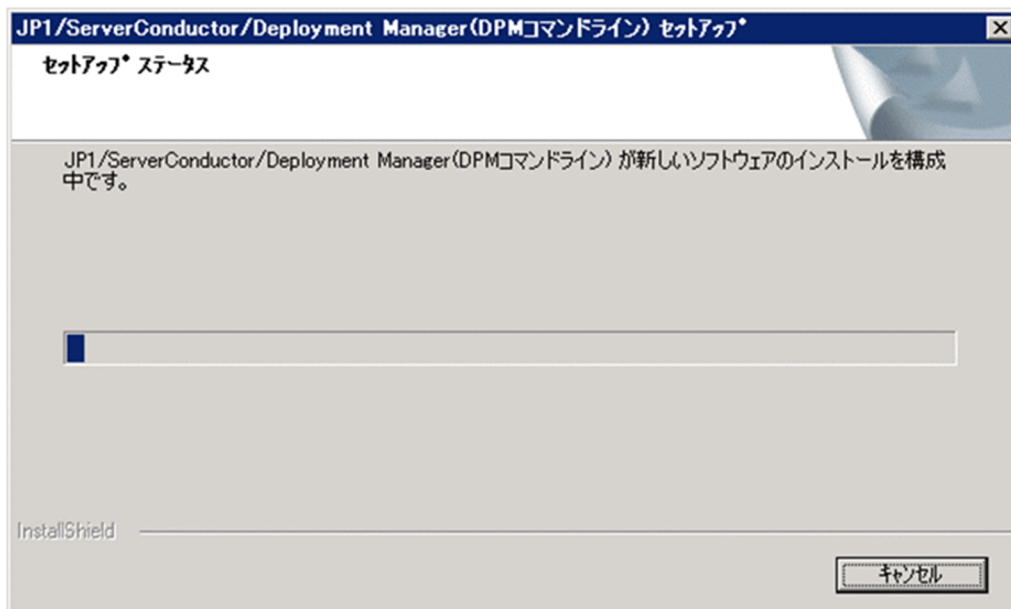 JP1/ServerConductor/Deployment Manager(DPMコマンドライン) ｾｯﾄｱｯﾌﾟ
ｾｯﾄｱｯﾌﾟ ｽﾃｰﾀｽ
JP1/ServerConductor/Deployment Manager(DPMコマンドライン) が新しいソフトウェアのインストールを構成
中です。
InstallShield
ｷｬﾝｾﾙ